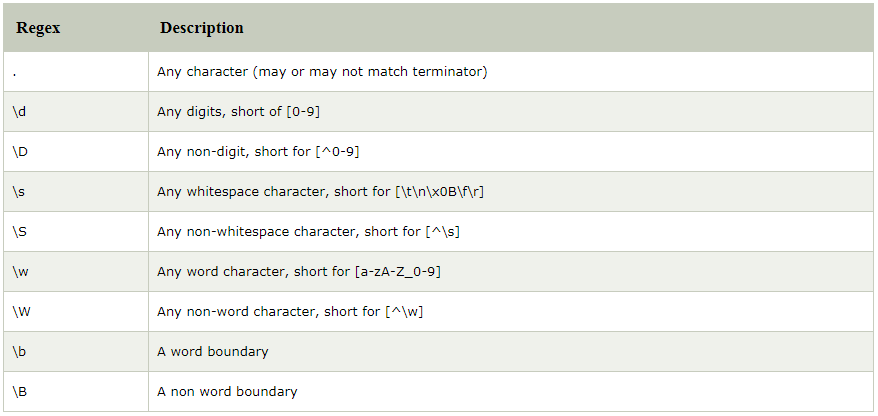 Regex Description
. Any character (may or may not match terminator)
\d Any digits, short of [0-9]
\D Any non-digit, short for [^0-9]
\s Any whitespace character, short for [\t\n\x0B\f\r]
\S Any non-whitespace character, short for [^\s]
\w Any word character, short for [a-zA-Z_0-9]
\W Any non-word character, short for [^\w]
\b A word boundary
\B A non word boundary